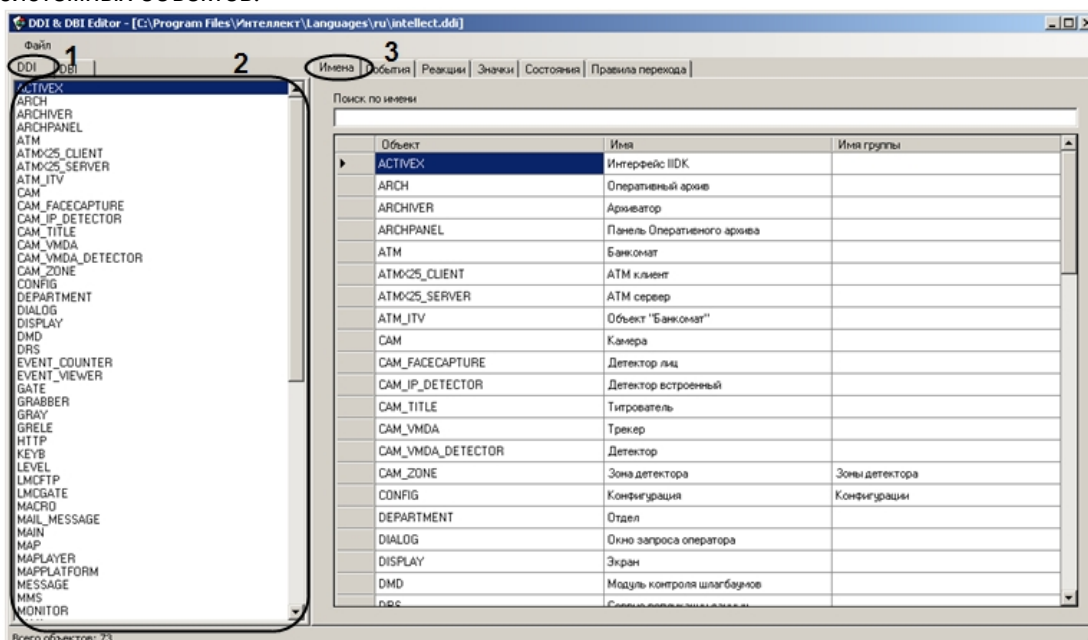 системных объектов.
DDI & DBI Editor - [C:\Program Files\Интеллект\Languages\ru\intellect.ddi]
Файл
1 2 3
DDI DBI
Имена События Реакции Значки Состояния Правила перехода
ACTIVEX
ARCH
ARCHIVER
ARCHPANEL
ATM
ATMX25_CLIENT
ATMX25_SERVER
ATM_ITV
CAM
CAM_FACECAPTURE
CAM_IP_DETECTOR
CAM_TITLE
CAM_VMDA
CAM_VMDA_DETECTOR
CAM_ZONE
CONFIG
DEPARTMENT
DIALOG
DISPLAY
DMD
DRS
EVENT_COUNTER
EVENT_VIEWER
GATE
GRABBER
GRAY
GRELE
HTTP
KEYB
LEVEL
LMCFTP
LMCGATE
MACRO
MAIL_MESSAGE
MAIN
MAP
MAPLAYER
MAPPLATFORM
MESSAGE
MMS
MONITOR
Поиск по имени
Объект Имя Имя группы
ACTIVEX Интерфейс IIDK
ARCH Оперативный архив
ARCHIVER Архиватор
ARCHPANEL Панель Оперативного архива
ATM Банкомат
ATMX25_CLIENT ATM клиент
ATMX25_SERVER ATM сервер
ATM_ITV Объект "Банкомат"
CAM Камера
CAM_FACECAPTURE Детектор лиц
CAM_IP_DETECTOR Детектор встроенный
CAM_TITLE Титрователь
CAM_VMDA Трекер
CAM_VMDA_DETECTOR Детектор
CAM_ZONE Зона детектора Зоны детектора
CONFIG Конфигурация Конфигурации
DEPARTMENT Отдел
DIALOG Окно запроса оператора
DISPLAY Экран
DMD Модуль контроля шлагбаумов
DRS
Всего объектов: 73